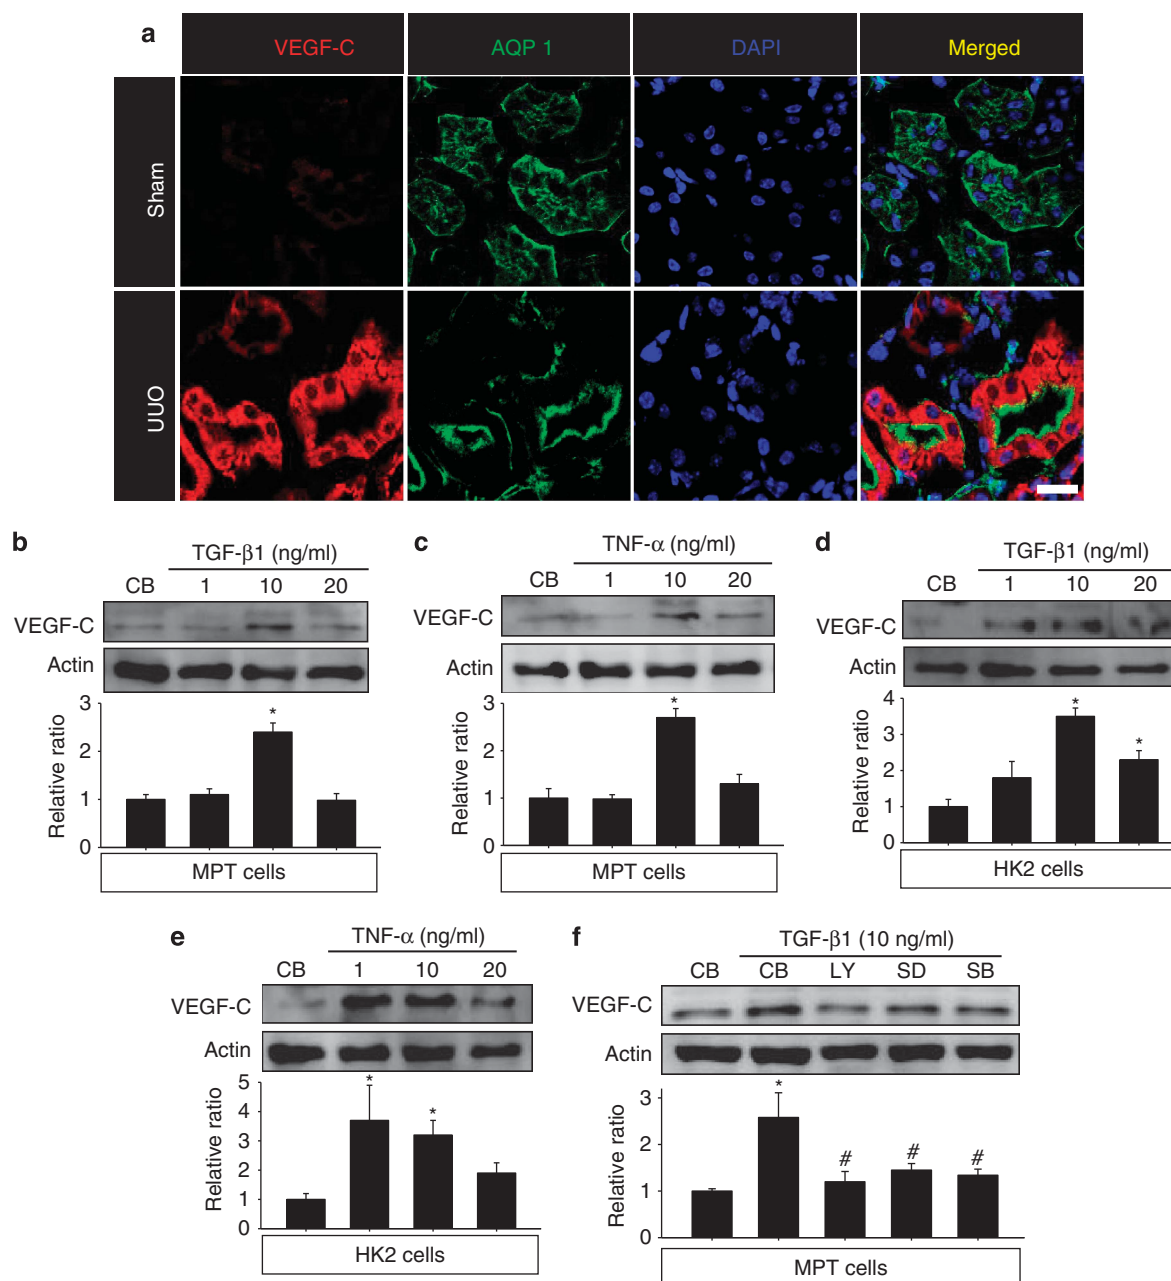 a
VEGF-C AQP 1 DAPI Merged
Sham
UUO
b
TGF-β1 (ng/ml)
CB 1 10 20
VEGF-C
Actin
Relative ratio
3
*
2
1
0
MPT cells
c
TNF-α (ng/ml)
CB 1 10 20
VEGF-C
Actin
Relative ratio
3
*
2
1
0
MPT cells
d
TGF-β1 (ng/ml)
CB 1 10 20
VEGF-C
Actin
Relative ratio
4
* *
3
2
1
0
HK2 cells
e
TNF-α (ng/ml)
CB 1 10 20
VEGF-C
Actin
Relative ratio
5
* *
4
3
2
1
0
HK2 cells
f
TGF-β1 (10 ng/ml)
CB CB LY SD SB
VEGF-C
Actin
Relative ratio
3
* # # #
2
1
0
MPT cells